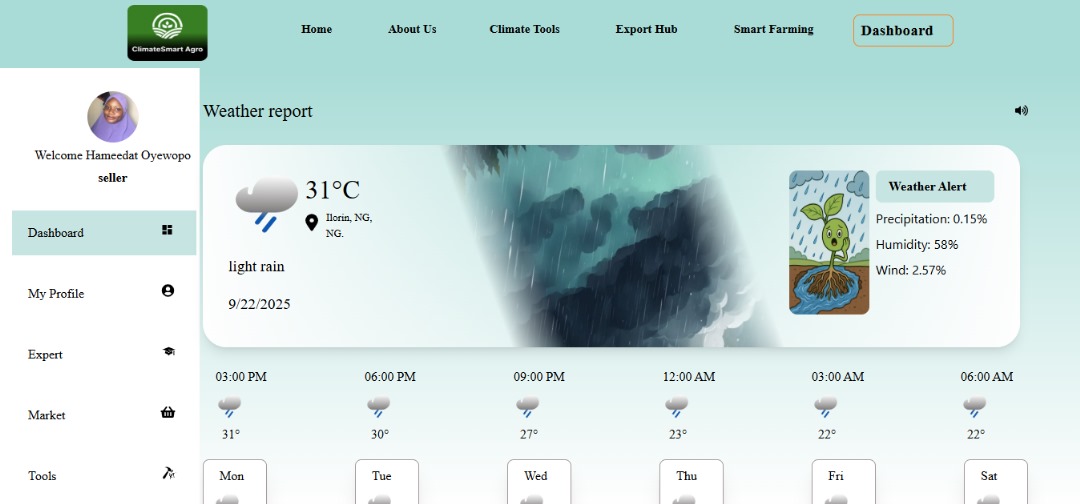 ClimateSmart Agro
Home
About Us
Climate Tools
Export Hub
Smart Farming
Dashboard
Welcome Hameedat Oyewopo
seller
Dashboard
My Profile
Expert
Market
Tools
Weather report
31°C
Ilorin, NG,
NG.
light rain
9/22/2025
Weather Alert
Precipitation: 0.15%
Humidity: 58%
Wind: 2.57%
03:00 PM
06:00 PM
09:00 PM
12:00 AM
03:00 AM
06:00 AM
31°
30°
27°
23°
22°
22°
Mon
Tue
Wed
Thu
Fri
Sat